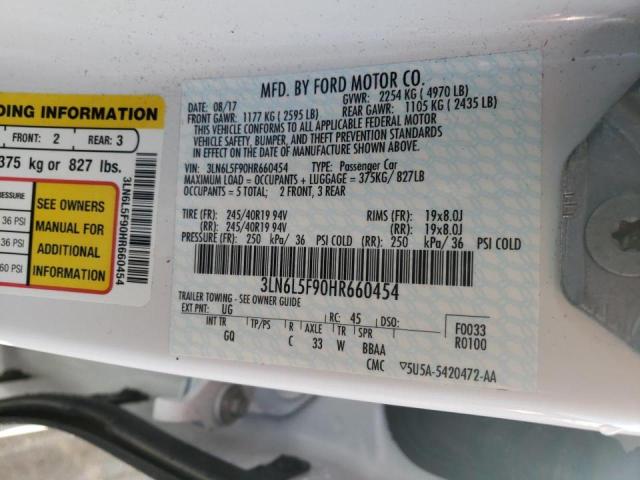 DING INFORMATION
FRONT: 2 REAR: 3
375 kg or 827 lbs.
PRESSURE
36 PSI
36 PSI
60 PSI
SEE OWNERS
MANUAL FOR
ADDITIONAL
INFORMATION
3LN6L5F90HR660454
MFD. BY FORD MOTOR CO.
DATE: 08/17 GVWR: 2254 KG ( 4970 LB)
FRONT GAWR: 1177 KG ( 2595 LB) REAR GAWR: 1105 KG ( 2435 LB)
THIS VEHICLE CONFORMS TO ALL APPLICABLE FEDERAL MOTOR
VEHICLE SAFETY, BUMPER, AND THEFT PREVENTION STANDARDS
IN EFFECT ON THE DATE OF MANUFACTURE SHOWN ABOVE.
VIN: 3LN6L5F90HR660454 TYPE: Passenger Car
MAXIMUM LOAD = OCCUPANTS + LUGGAGE = 375KG/ 827LB
OCCUPANTS = 5 TOTAL; 2 FRONT, 3 REAR
TIRE (FR): 245/40R19 94V RIMS (FR): 19x8.0J
(RR): 245/40R19 94V (RR): 19x8.0J
PRESSURE (FR): 250 kPa/ 36 PSI COLD (RR) 250 kPa/ 36 PSI COLD
3LN6L5F90HR660454
TRAILER TOWING - SEE OWNER GUIDE
EXT PNT: UG RC: 45 DSO: F0033
R0100
INT TR TP/PS R AXLE TR SPR
GQ C 33 W BBAA
CMC 5U5A-5420472-AA